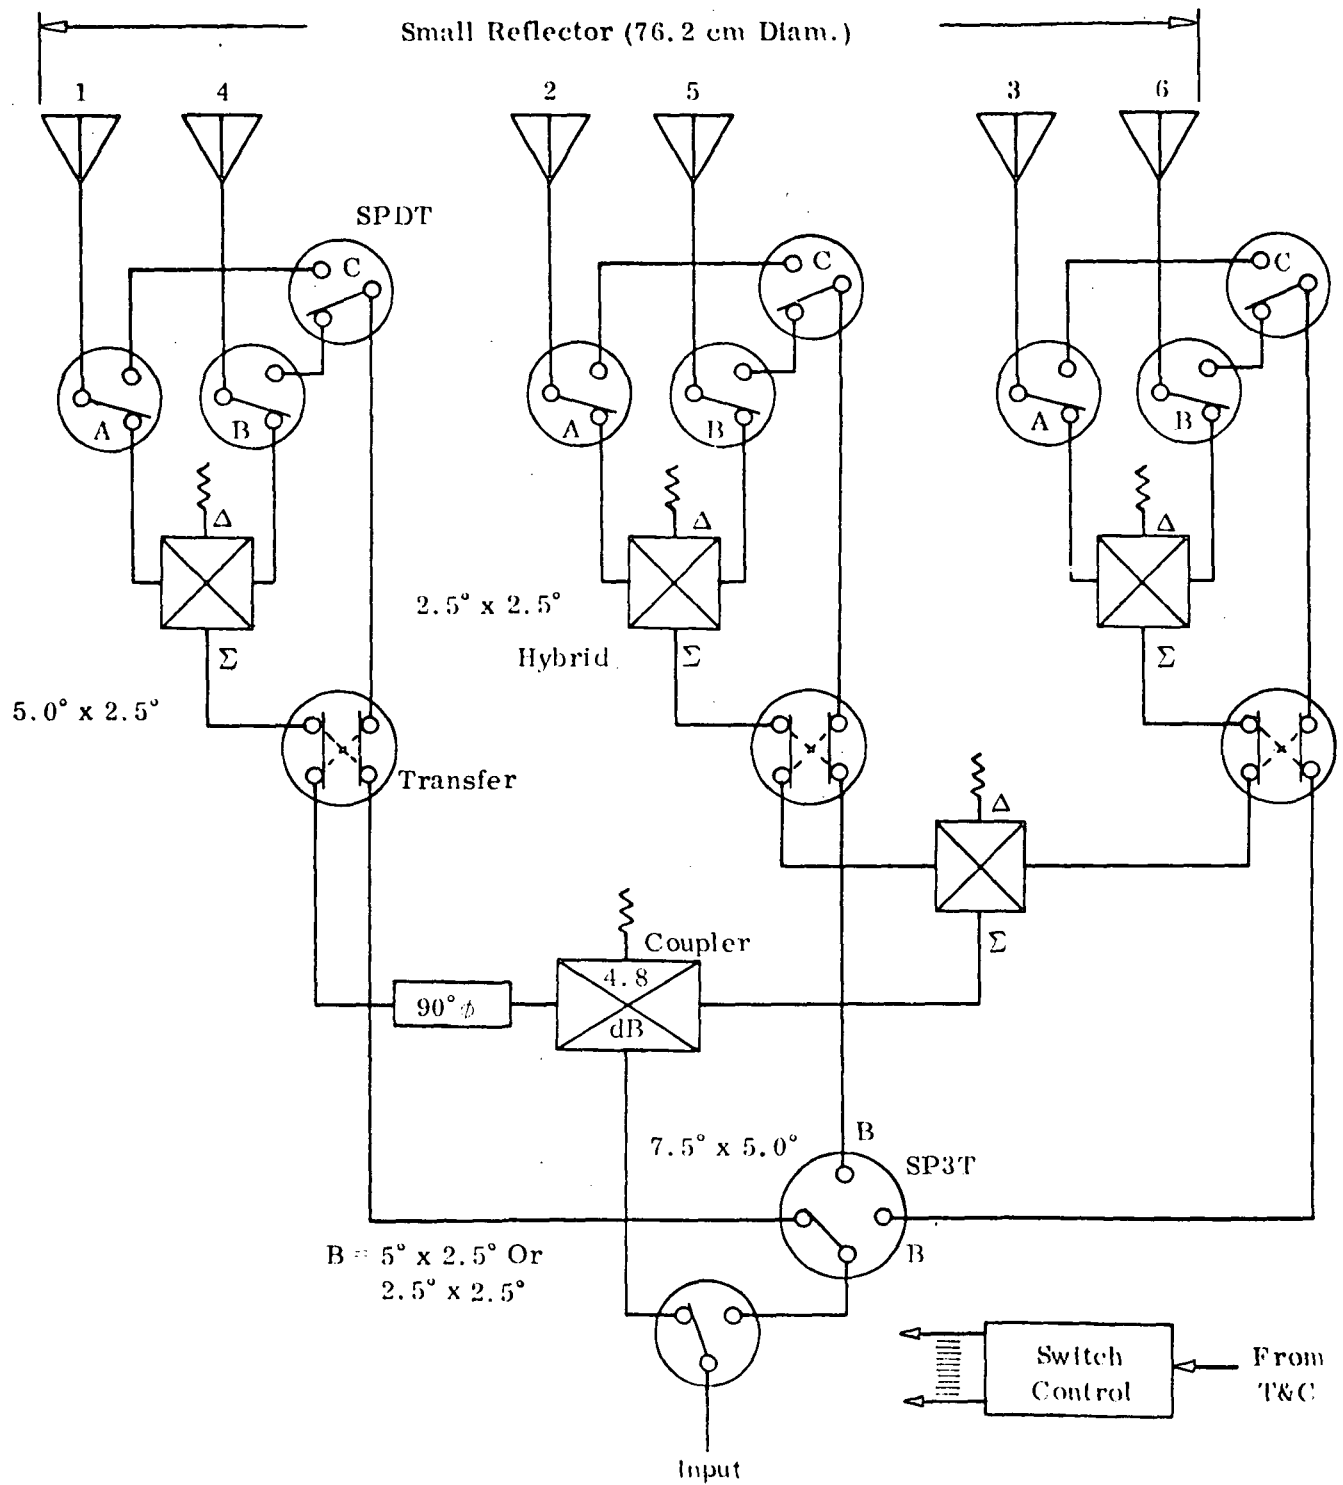 Small Reflector (76.2 cm Diam.)
1
4
2
5
3
6
SPDT
C
C
C
A
B
A
B
A
B
Δ
Δ
Δ
2.5° x 2.5°
Hybrid
Σ
Σ
Σ
5.0° x 2.5°
Transfer
Δ
Coupler
4.8
dB
Σ
90° ϕ
7.5° x 5.0°
B
SP3T
B
B = 5° x 2.5° Or
2.5° x 2.5°
Switch
Control
From
T&C
Input